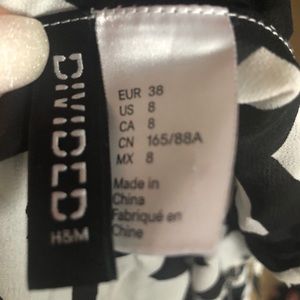 DIVIDED
H&M
EUR 38
US 8
CA 8
CN 165/88A
MX 8
Made in
China
Fabriqué en
Chine